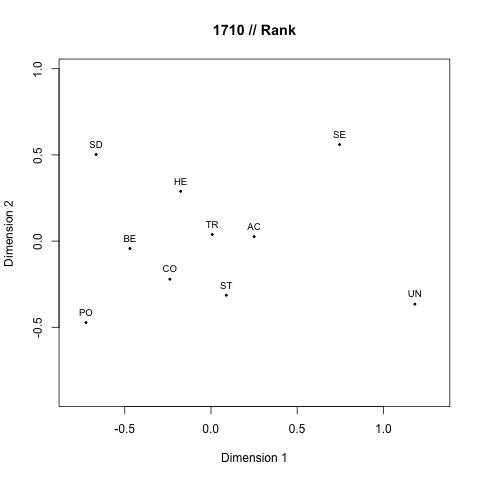 1710 // Rank
1.0
0.5
0.0
-0.5
Dimension 2
SD
SE
HE
TR
AC
BE
CO
ST
UN
PO
-0.5
0.0
0.5
1.0
Dimension 1